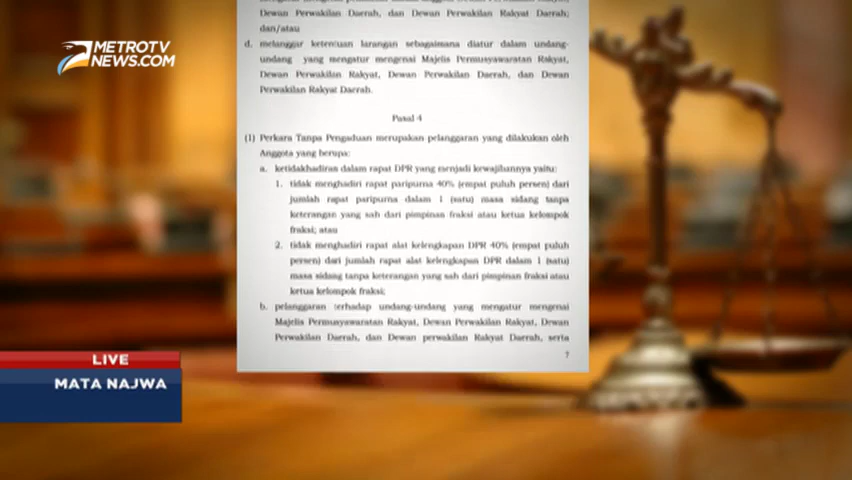 METROTV
NEWS.COM
Dewan Perwakilan Daerah, dan Dewan Perwakilan Rakyat Daerah;
dan/atau
d. melanggar ketentuan larangan sebagaimana diatur dalam undang-
undang yang mengatur mengenai Majelis Permusyawaratan Rakyat,
Dewan Perwakilan Rakyat, Dewan Perwakilan Daerah, dan Dewan
Perwakilan Rakyat Daerah.
Pasal 4
(1) Perkara Tanpa Pengaduan merupakan pelanggaran yang dilakukan oleh
Anggota yang berupa:
a. ketidakhadiran dalam rapat DPR yang menjadi kewajibannya yaitu:
1. tidak menghadiri rapat paripurna 40% (empat puluh persen) dari
jumlah rapat paripurna dalam 1 (satu) masa sidang tanpa
keterangan yang sah dari pimpinan fraksi atau ketua kelompok
fraksi; atau
2. tidak menghadiri rapat alat kelengkapan DPR 40% (empat puluh
persen) dari jumlah rapat alat kelengkapan DPR dalam 1 (satu)
masa sidang tanpa keterangan yang sah dari pimpinan fraksi atau
ketua kelompok fraksi;
b. pelanggaran terhadap undang-undang yang mengatur mengenai
Majelis Permusyawaratan Rakyat, Dewan Perwakilan Rakyat, Dewan
Perwakilan Daerah, dan Dewan perwakilan Rakyat Daerah, serta
7
LIVE
MATA NAJWA